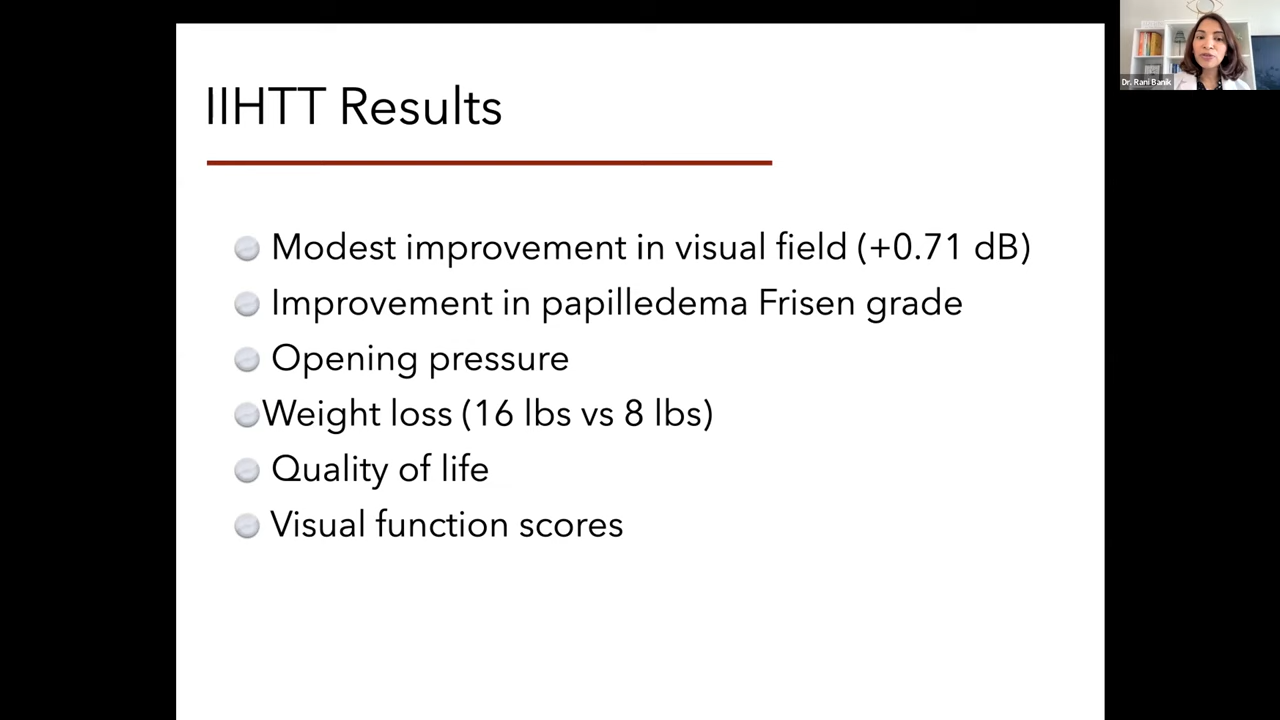 IIHTT Results
Modest improvement in visual field (+0.71 dB)
Improvement in papilledema Frisen grade
Opening pressure
Weight loss (16 lbs vs 8 lbs)
Quality of life
Visual function scores
Dr. Rani Banik